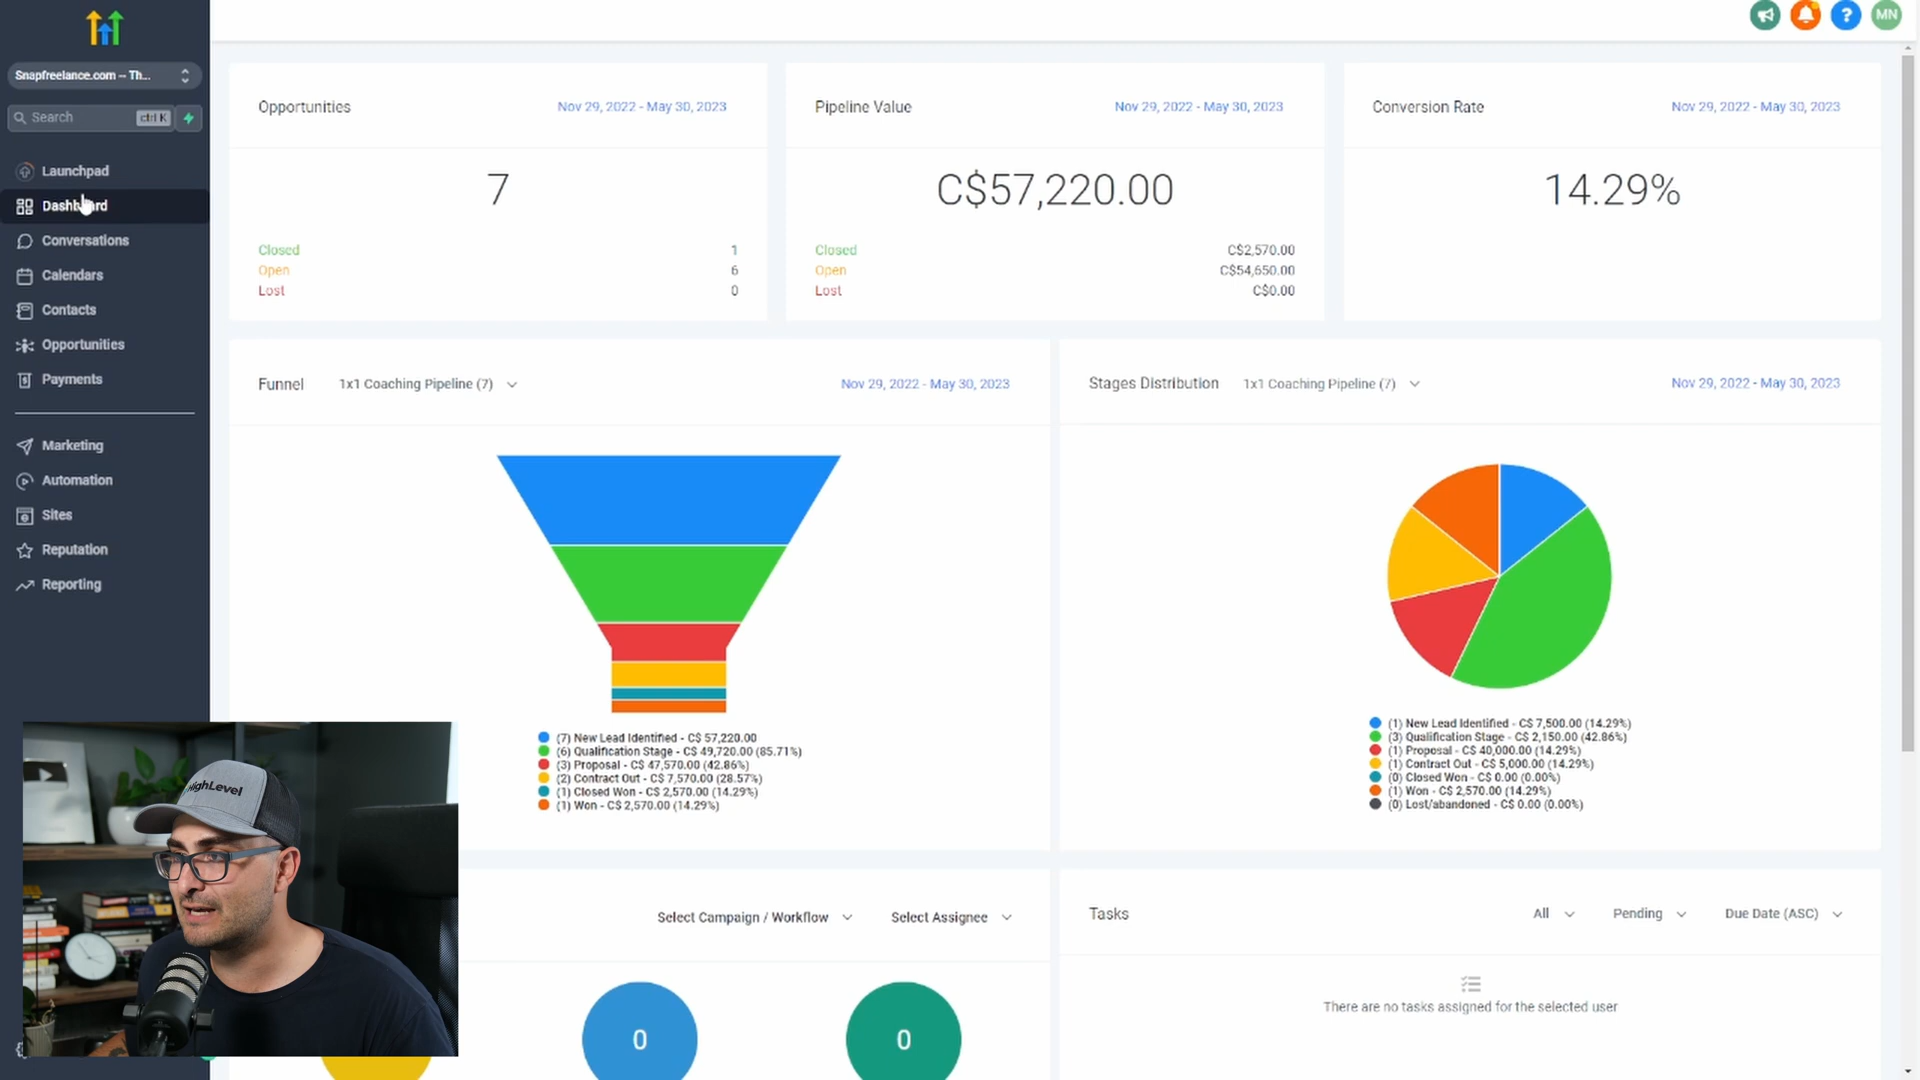 Snapfreelance.com -- Th...
Search
ctrl K
Launchpad
Dashboard
Conversations
Calendars
Contacts
Opportunities
Payments
Marketing
Automation
Sites
Reputation
Reporting
?
MN
Opportunities
Nov 29, 2022 - May 30, 2023
7
Closed 1
Open 6
Lost 0
Pipeline Value
Nov 29, 2022 - May 30, 2023
C$57,220.00
Closed C$2,570.00
Open C$54,650.00
Lost C$0.00
Conversion Rate
Nov 29, 2022 - May 30, 2023
14.29%
Funnel
1x1 Coaching Pipeline (7)
Nov 29, 2022 - May 30, 2023
(7) New Lead Identified - C$ 57,220.00
(6) Qualification Stage - C$ 49,720.00 (85.71%)
(3) Proposal - C$ 47,570.00 (42.86%)
(2) Contract Out - C$ 7,570.00 (28.57%)
(1) Closed Won - C$ 2,570.00 (14.29%)
(1) Won - C$ 2,570.00 (14.29%)
Stages Distribution
1x1 Coaching Pipeline (7)
Nov 29, 2022 - May 30, 2023
(1) New Lead Identified - C$ 7,500.00 (14.29%)
(3) Qualification Stage - C$ 2,150.00 (42.86%)
(1) Proposal - C$ 40,000.00 (14.29%)
(1) Contract Out - C$ 5,000.00 (14.29%)
(0) Closed Won - C$ 0.00 (0.00%)
(1) Won - C$ 2,570.00 (14.29%)
(0) Lost/abandoned - C$ 0.00 (0.00%)
Select Campaign / Workflow
Select Assignee
0
0
Tasks
All
Pending
Due Date (ASC)
There are no tasks assigned for the selected user
HighLevel